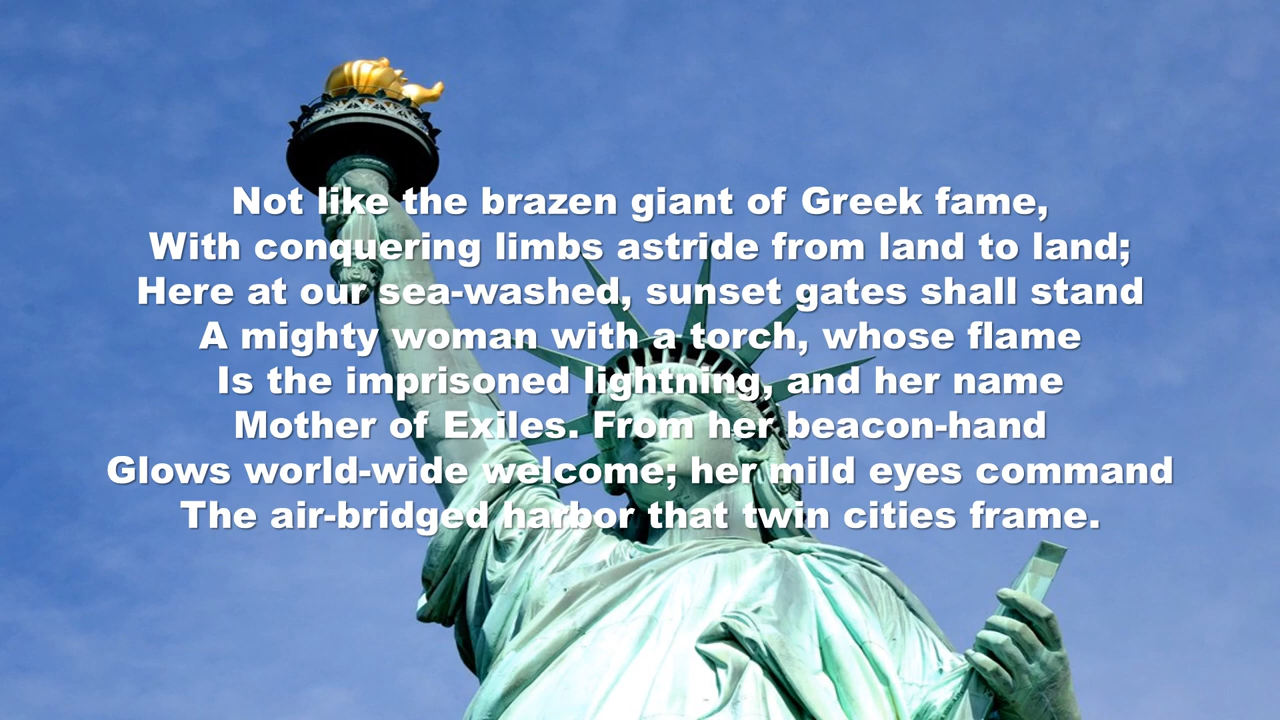 Not like the brazen giant of Greek fame,
With conquering limbs astride from land to land;
Here at our sea-washed, sunset gates shall stand
A mighty woman with a torch, whose flame
Is the imprisoned lightning, and her name
Mother of Exiles. From her beacon-hand
Glows world-wide welcome; her mild eyes command
The air-bridged harbor that twin cities frame.